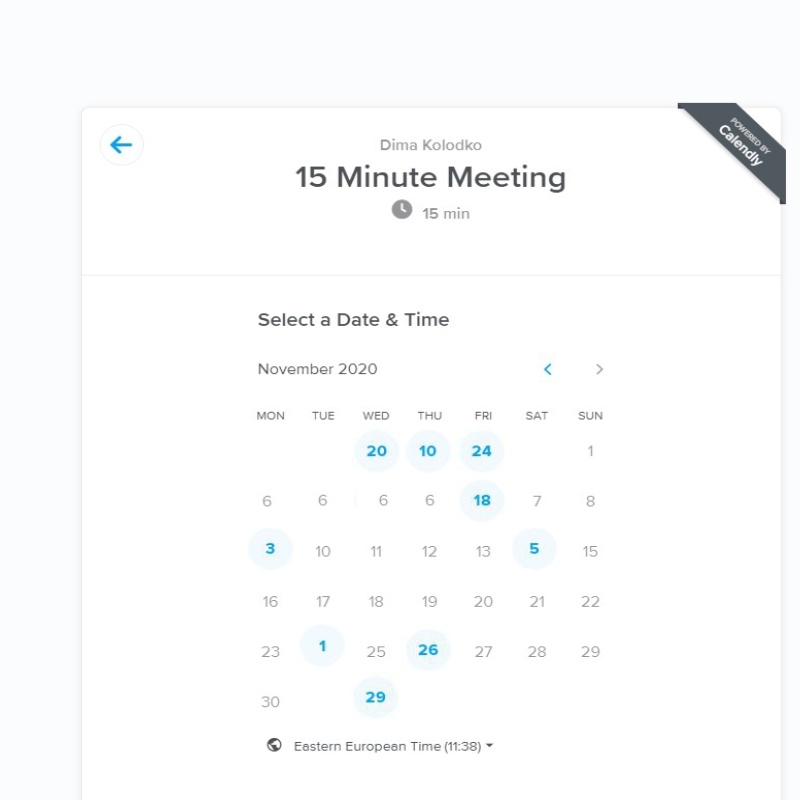 POWERED BY
Calendly
Dima Kolodko
15 Minute Meeting
15 min
Select a Date & Time
November 2020
MON TUE WED THU FRI SAT SUN
20 10 24 1
6 6 6 6 18 7 8
3 10 11 12 13 5 15
16 17 18 19 20 21 22
23 1 25 26 27 28 29
30 29
Eastern European Time (11:38)